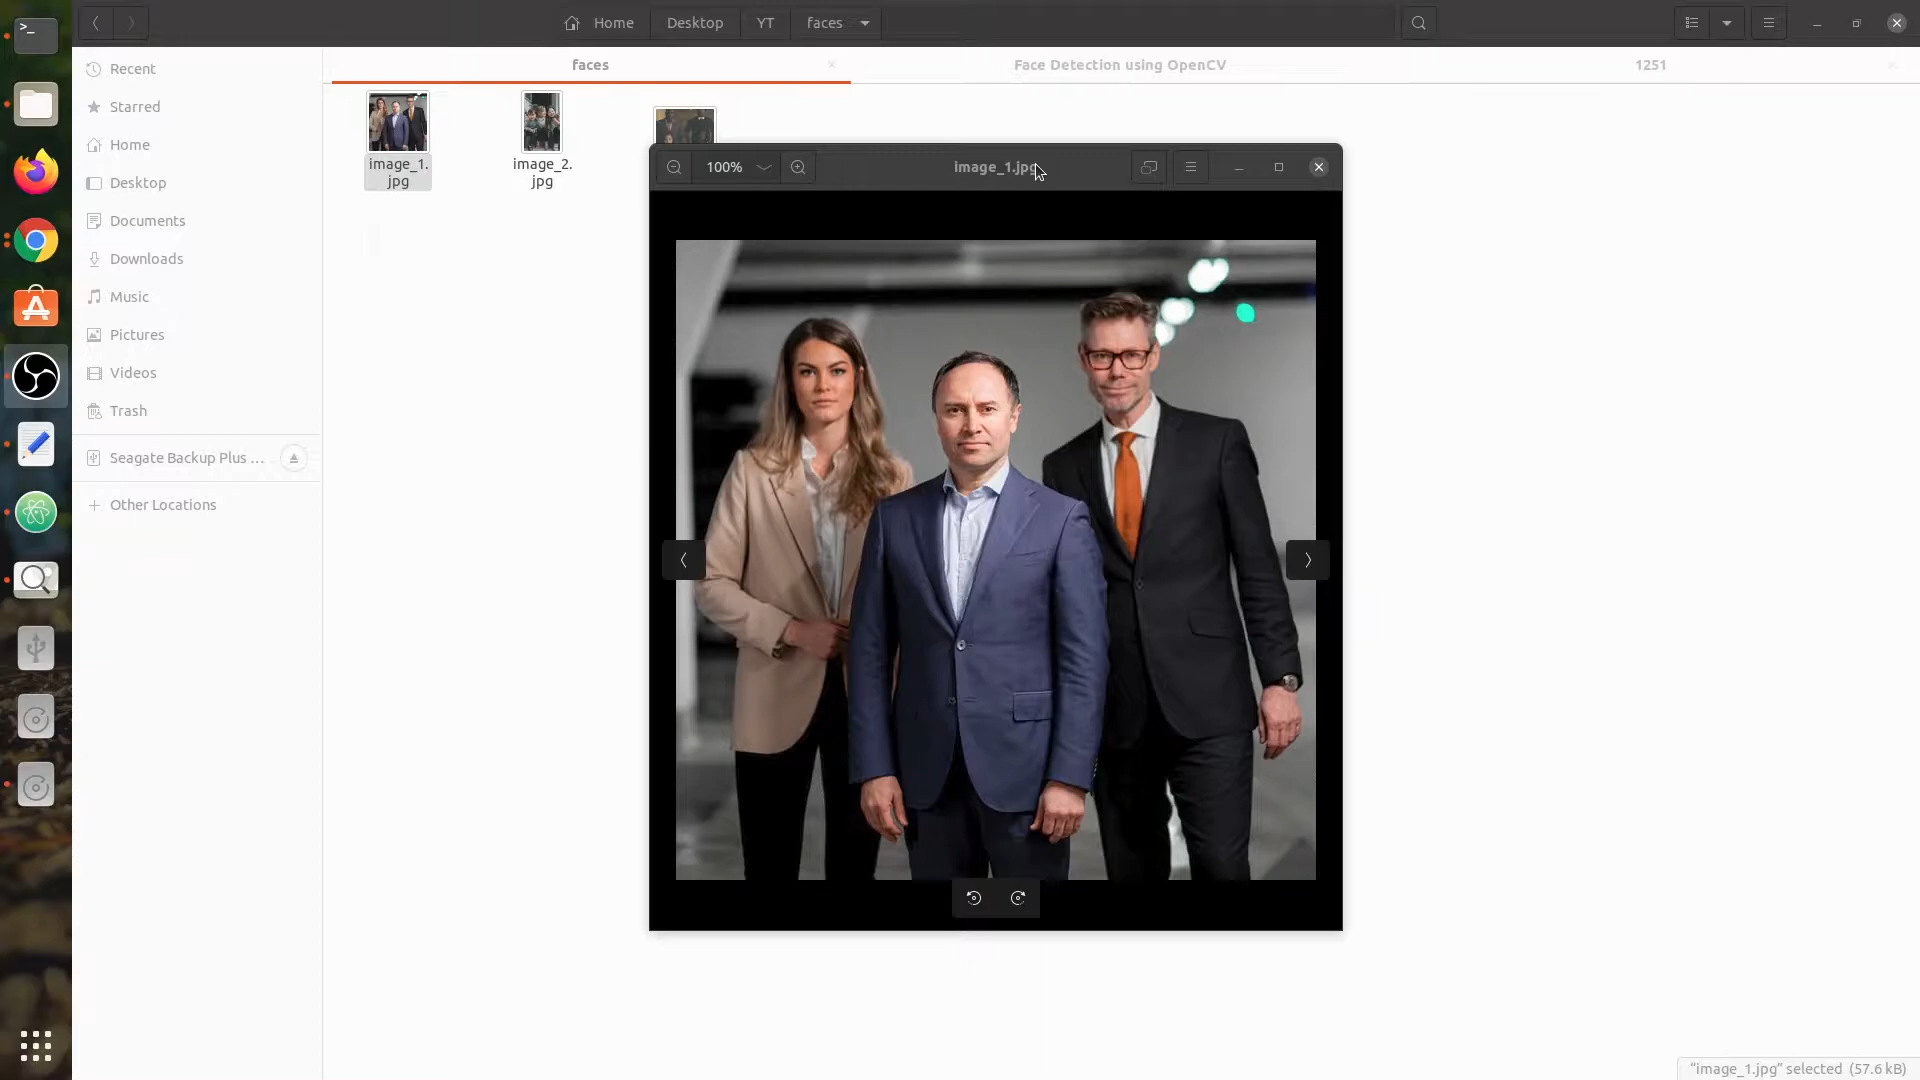 Home
Desktop
YT
faces
Recent
faces
Face Detection using OpenCV
1251
Starred
Home
Desktop
Documents
Downloads
Music
Pictures
Videos
Trash
Seagate Backup Plus ...
Other Locations
image_1.
jpg
image_2.
jpg
100%
image_1.jpg
"image_1.jpg" selected (57.6 kB)